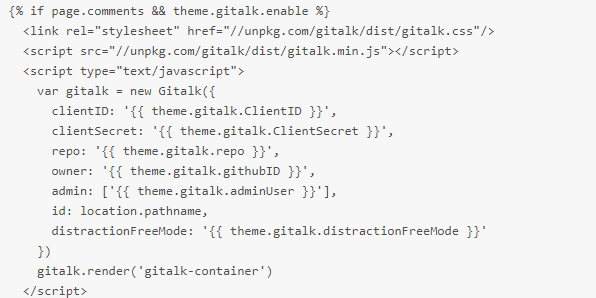 {% if page.comments && theme.gitalk.enable %}
  <link rel="stylesheet" href="//unpkg.com/gitalk/dist/gitalk.css"/>
  <script src="//unpkg.com/gitalk/dist/gitalk.min.js"></script>
  <script type="text/javascript">
    var gitalk = new Gitalk({
      clientID: '{{ theme.gitalk.ClientID }}',
      clientSecret: '{{ theme.gitalk.ClientSecret }}',
      repo: '{{ theme.gitalk.repo }}',
      owner: '{{ theme.gitalk.githubID }}',
      admin: ['{{ theme.gitalk.adminUser }}'],
      id: location.pathname,
      distractionFreeMode: '{{ theme.gitalk.distractionFreeMode }}'
    })
    gitalk.render('gitalk-container')
  </script>